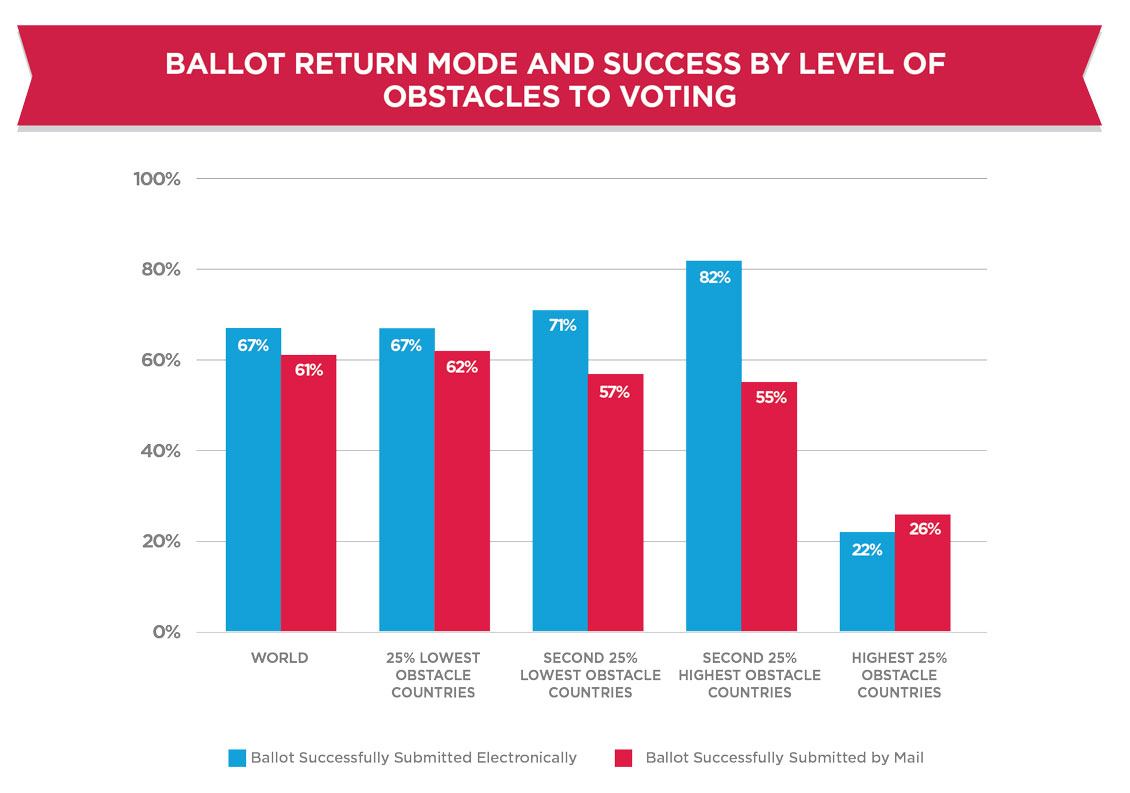 BALLOT RETURN MODE AND SUCCESS BY LEVEL OF
OBSTACLES TO VOTING
100%
80%
60%
40%
20%
0%
67%
61%
67%
62%
71%
57%
82%
55%
22%
26%
WORLD
25% LOWEST
OBSTACLE
COUNTRIES
SECOND 25%
LOWEST OBSTACLE
COUNTRIES
SECOND 25%
HIGHEST OBSTACLE
COUNTRIES
HIGHEST 25%
OBSTACLE
COUNTRIES
Ballot Successfully Submitted Electronically
Ballot Successfully Submitted by Mail